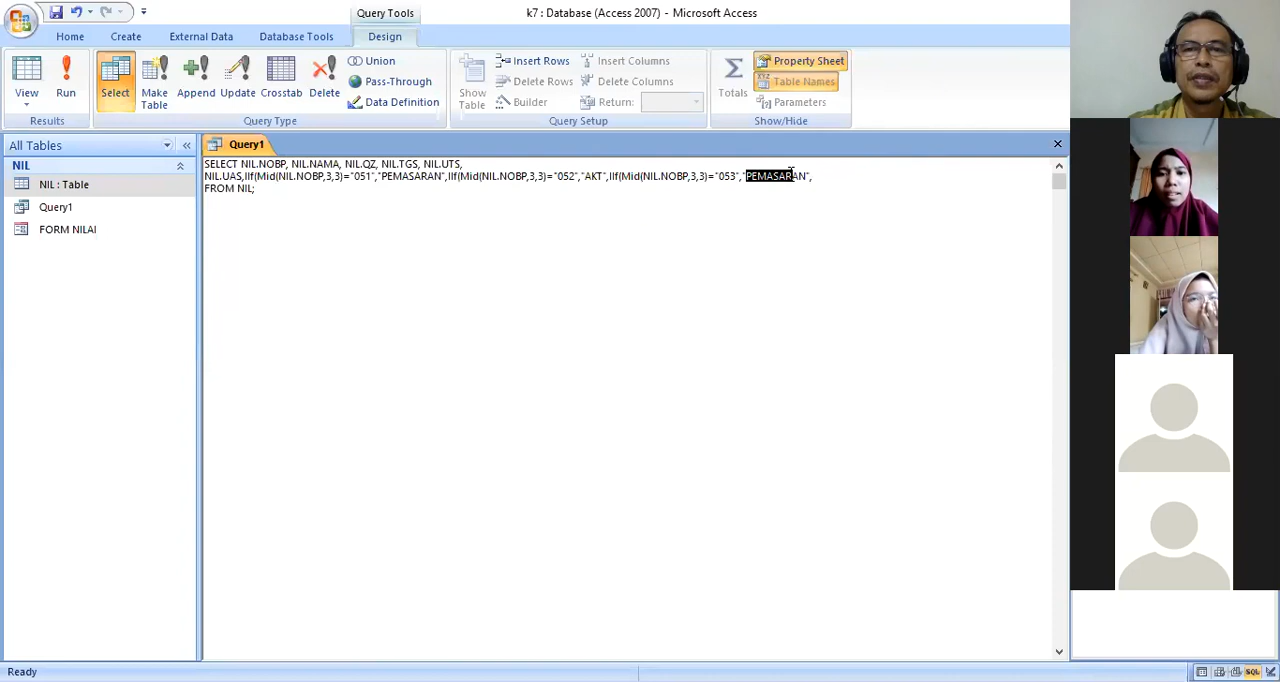 Query Tools
k7 : Database (Access 2007) - Microsoft Access
Home
Create
External Data
Database Tools
Design
View
Run
Select
Make Table
Append
Update
Crosstab
Delete
Union
Pass-Through
Data Definition
Show Table
Insert Rows
Delete Rows
Builder
Insert Columns
Delete Columns
Return:
Σ
Totals
Property Sheet
XYZ Table Names
Parameters
Results
Query Type
Query Setup
Show/Hide
All Tables
«
NIL
NIL : Table
Query1
FORM NILAI
Query1
SELECT NIL.NOBP, NIL.NAMA, NIL.QZ, NIL.TGS, NIL.UTS,
NIL.UAS,IIf(Mid(NIL.NOBP,3,3)="051","PEMASARAN",IIf(Mid(NIL.NOBP,3,3)="052","AKT",IIf(Mid(NIL.NOBP,3,3)="053","PEMASARAN",
FROM NIL;
Ready
SQL